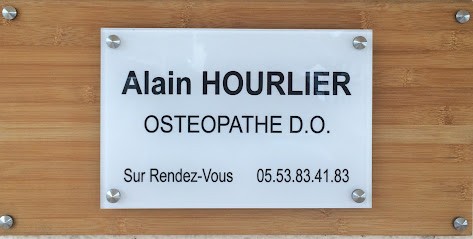 Alain HOURLIER
OSTEOPATHE D.O.
Sur Rendez-Vous 05.53.83.41.83